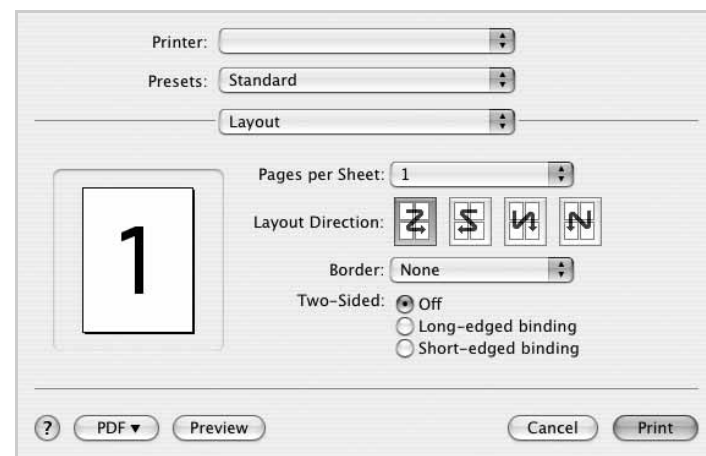 Printer:
Presets: Standard
Layout
Pages per Sheet: 1
Layout Direction:
Border: None
Two-Sided: Off
Long-edged binding
Short-edged binding
1
? PDF ▼ Preview Cancel Print